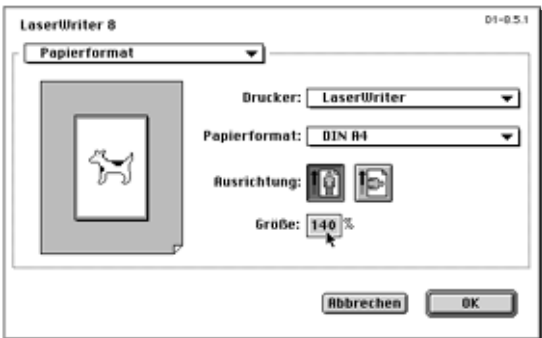 LaserWriter 8
D1-8.5.1
Papierformat
Drucker: LaserWriter
Papierformat: DIN A4
Ausrichtung:
Größe: 140 %
Abbrechen
OK